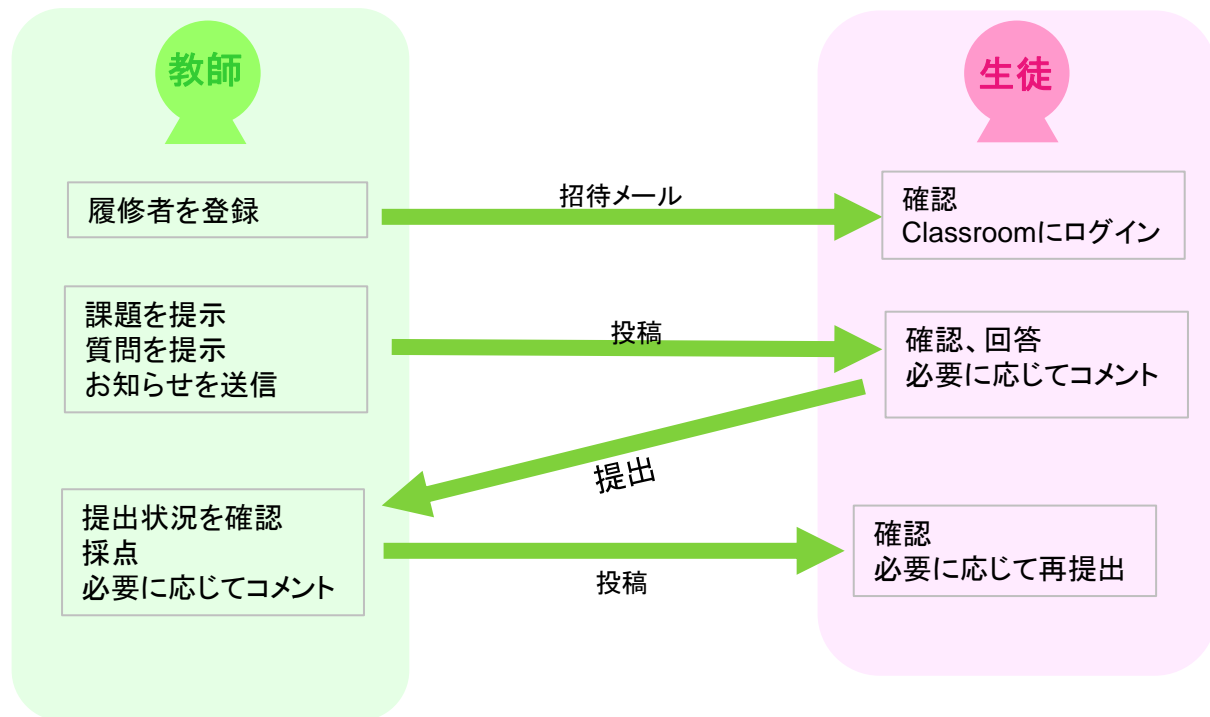 教師
生徒
履修者を登録
招待メール
確認
Classroomにログイン
課題を提示
質問を提示
お知らせを送信
投稿
確認、回答
必要に応じてコメント
提出
提出状況を確認
採点
必要に応じてコメント
投稿
確認
必要に応じて再提出